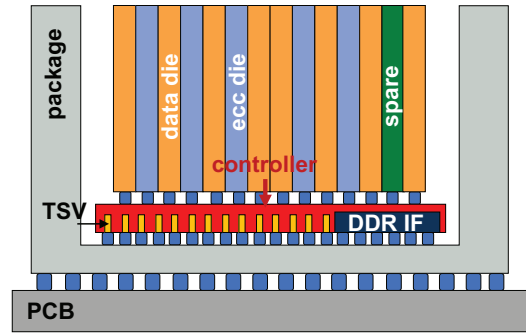 package
data die
ecc die
spare
controller
TSV
DDR IF
PCB